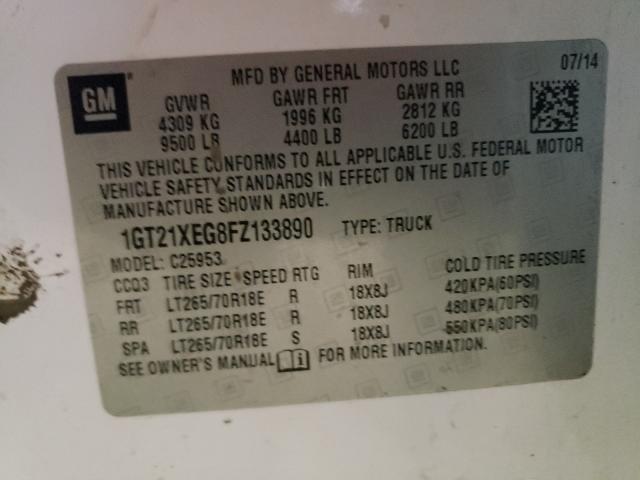 07/14
GM
MFD BY GENERAL MOTORS LLC
GVWR GAWR FRT GAWR RR
4309 KG 1996 KG 2812 KG
9500 LB 4400 LB 6200 LB
THIS VEHICLE CONFORMS TO ALL APPLICABLE U.S. FEDERAL MOTOR
VEHICLE SAFETY STANDARDS IN EFFECT ON THE DATE OF
MANUFACTURE SHOWN ABOVE.
1GT21XEG8FZ133890 TYPE: TRUCK
MODEL: C25953
CCQ3 TIRE SIZE SPEED RTG RIM COLD TIRE PRESSURE
FRT LT265/70R18E R 18X8J 420KPA(60PSI)
RR LT265/70R18E R 18X8J 480KPA(70PSI)
SPA LT265/70R18E S 18X8J 550KPA(80PSI)
SEE OWNER'S MANUAL i FOR MORE INFORMATION.